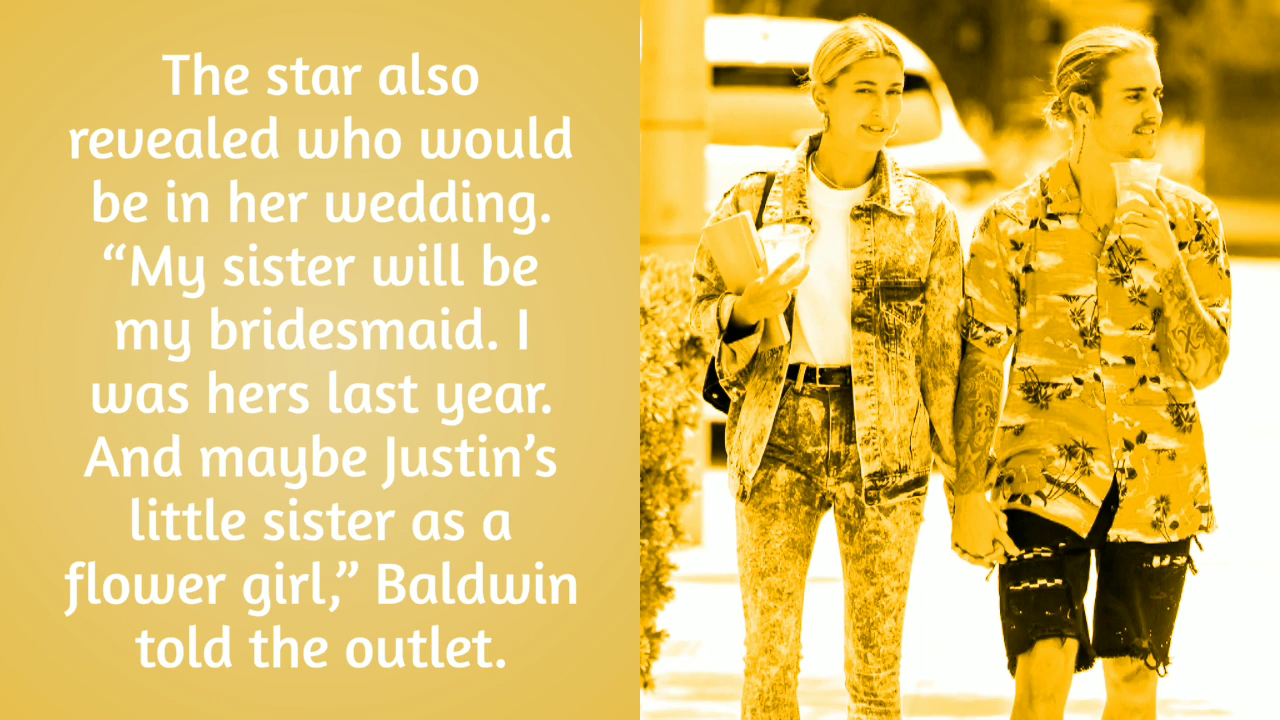 The star also
revealed who would
be in her wedding.
“My sister will be
my bridesmaid. I
was hers last year.
And maybe Justin’s
little sister as a
flower girl,” Baldwin
told the outlet.